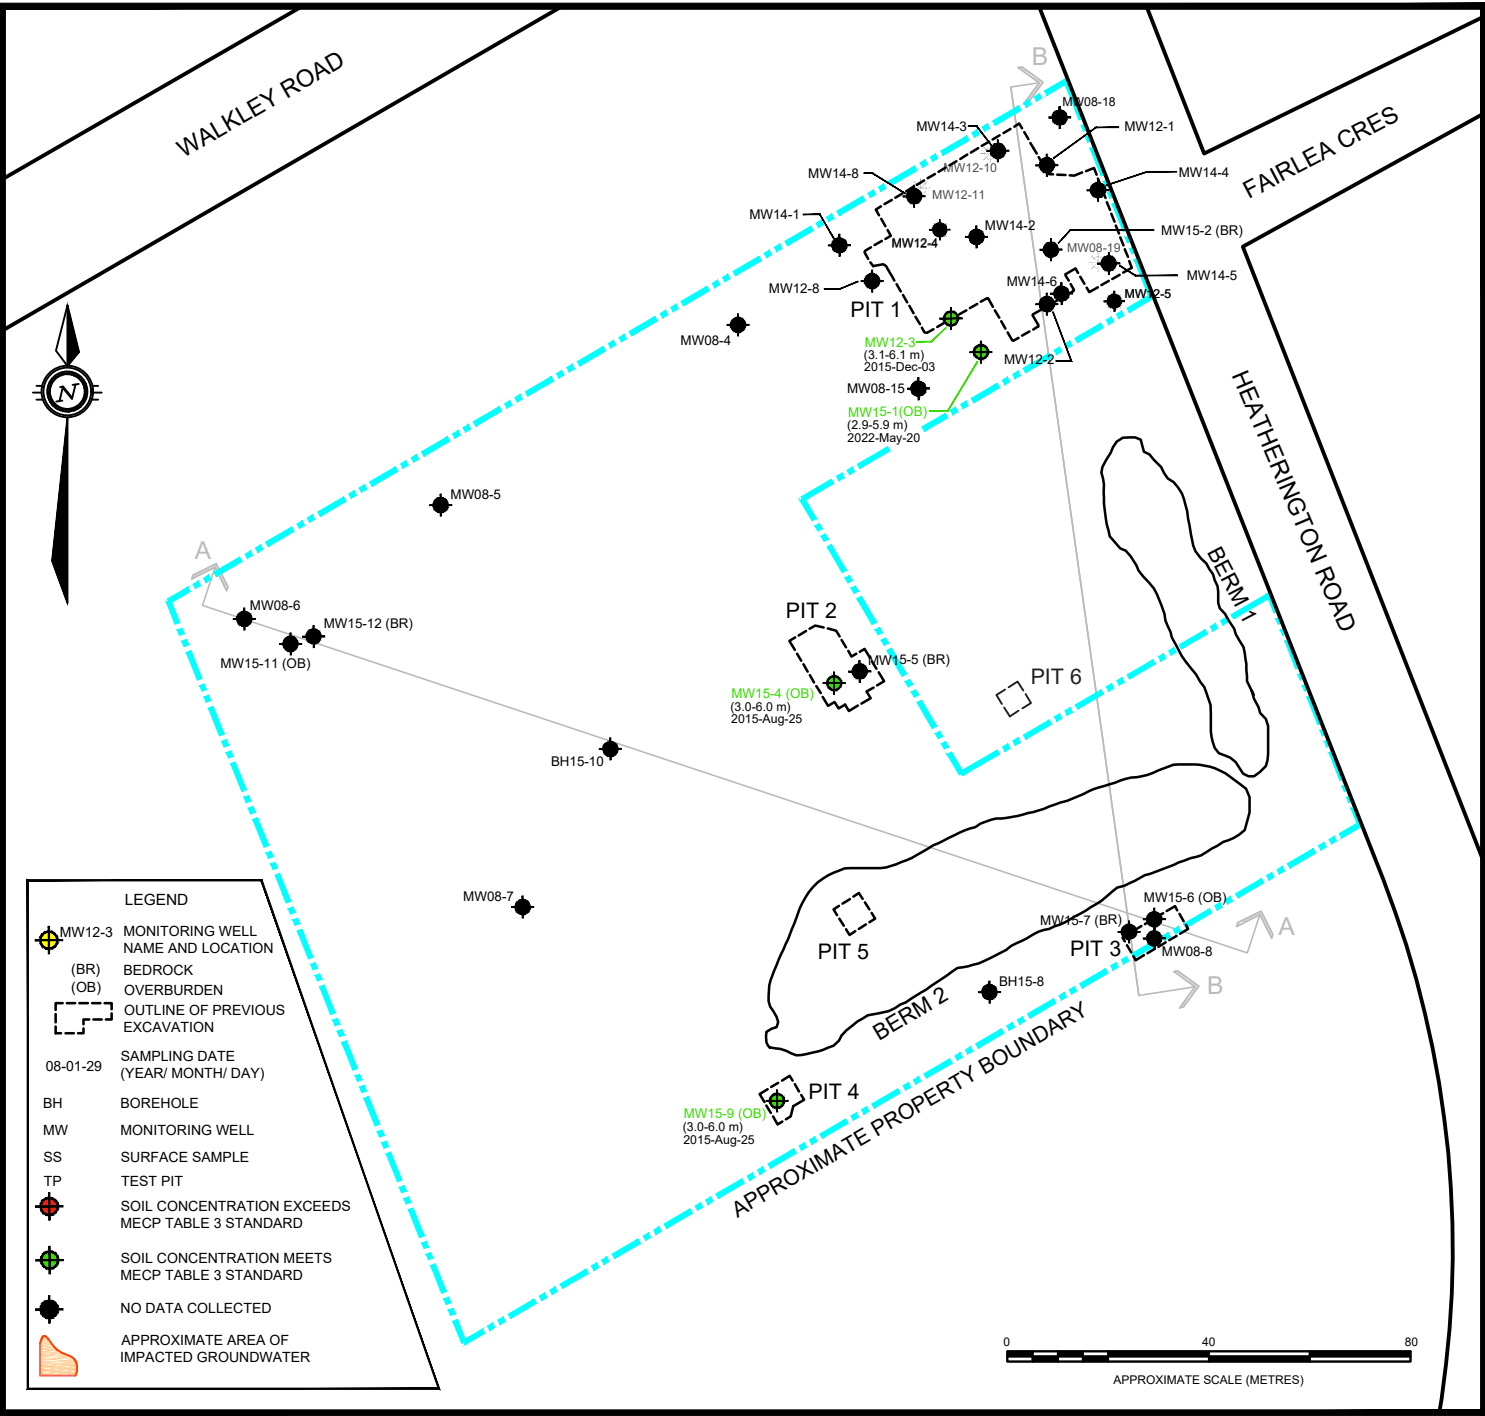 WALKLEY ROAD
B
MW08-18
MW14-3
MW12-1
MW12-10
FAIRLEA CRES
MW14-8
MW14-4
MW12-11
MW14-1
MW14-2
MW15-2 (BR)
MW12-4
MW08-19
MW14-5
MW14-6
MW12-8
MW12-5
PIT 1
MW08-4
MW12-3
(3.1-6.1 m)
2015-Dec-03
MW12-2
MW08-15
MW15-1(OB)
(2.9-5.9 m)
2022-May-20
N
HEATHERINGTON ROAD
MW08-5
A
BERM 1
MW08-6
MW15-12 (BR)
MW15-11 (OB)
PIT 2
MW15-5 (BR)
PIT 6
MW15-4 (OB)
(3.0-6.0 m)
2015-Aug-25
BH15-10
MW08-7
MW15-6 (OB)
MW15-7 (BR)
A
PIT 5
PIT 3
MW08-8
BH15-8
B
BERM 2
APPROXIMATE PROPERTY BOUNDARY
PIT 4
MW15-9 (OB)
(3.0-6.0 m)
2015-Aug-25
LEGEND
MW12-3 MONITORING WELL
NAME AND LOCATION
(BR) BEDROCK
(OB) OVERBURDEN
OUTLINE OF PREVIOUS
EXCAVATION
08-01-29 SAMPLING DATE
(YEAR/ MONTH/ DAY)
BH BOREHOLE
MW MONITORING WELL
SS SURFACE SAMPLE
TP TEST PIT
SOIL CONCENTRATION EXCEEDS
MECP TABLE 3 STANDARD
SOIL CONCENTRATION MEETS
MECP TABLE 3 STANDARD
NO DATA COLLECTED
APPROXIMATE AREA OF
IMPACTED GROUNDWATER
0 40 80
APPROXIMATE SCALE (METRES)